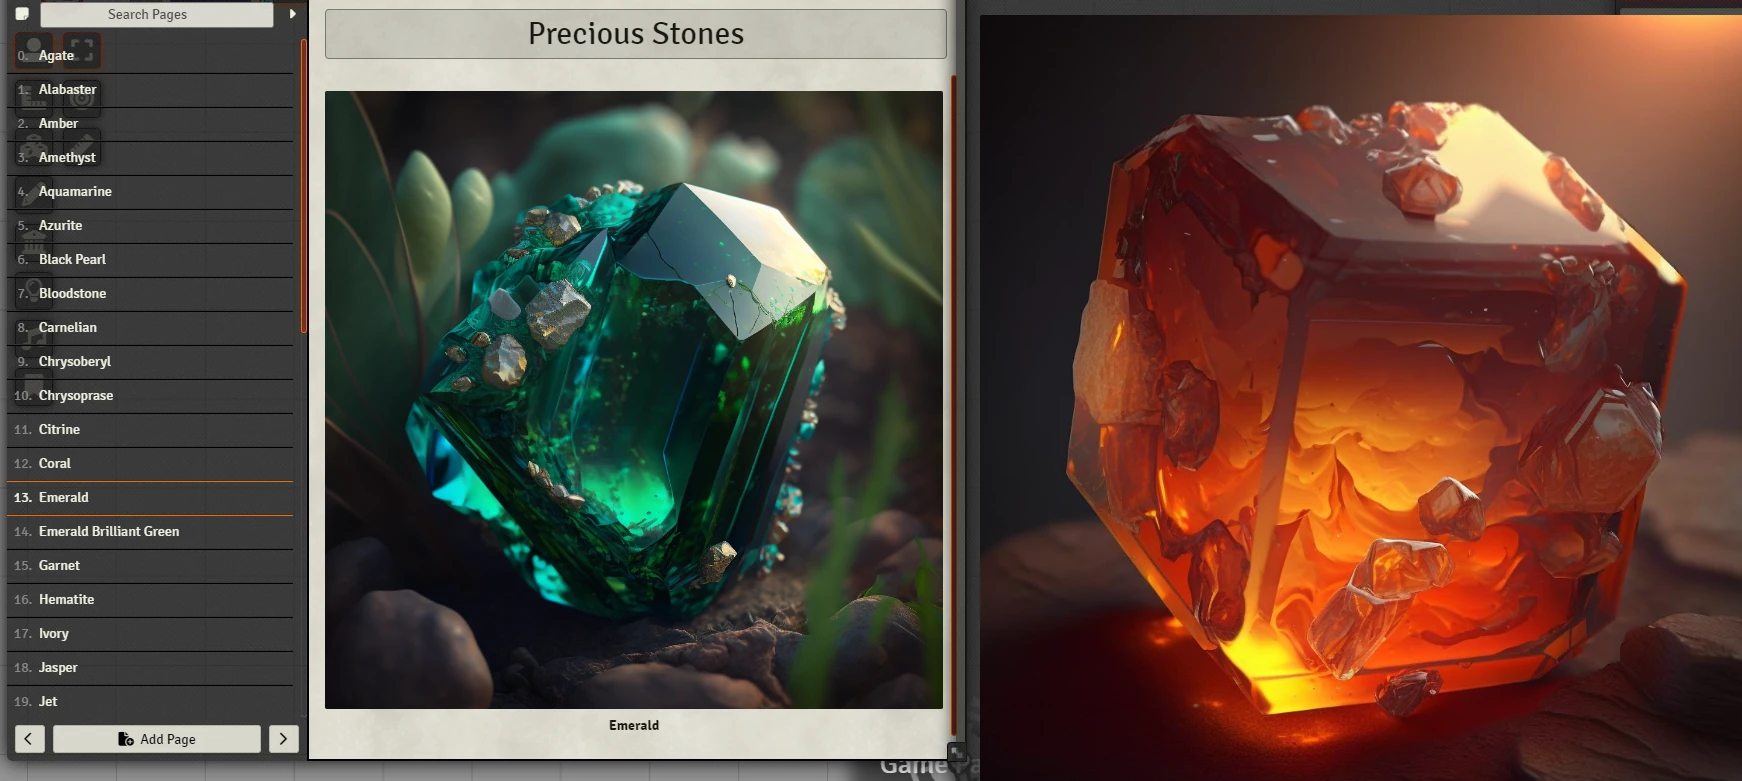 Search Pages
0. Agate
1. Alabaster
2. Amber
3. Amethyst
4. Aquamarine
5. Azurite
6. Black Pearl
7. Bloodstone
8. Carnelian
9. Chrysoberyl
10. Chrysoprase
11. Citrine
12. Coral
13. Emerald
14. Emerald Brilliant Green
15. Garnet
16. Hematite
17. Ivory
18. Jasper
19. Jet
Add Page
Precious Stones
Emerald
Game Pa